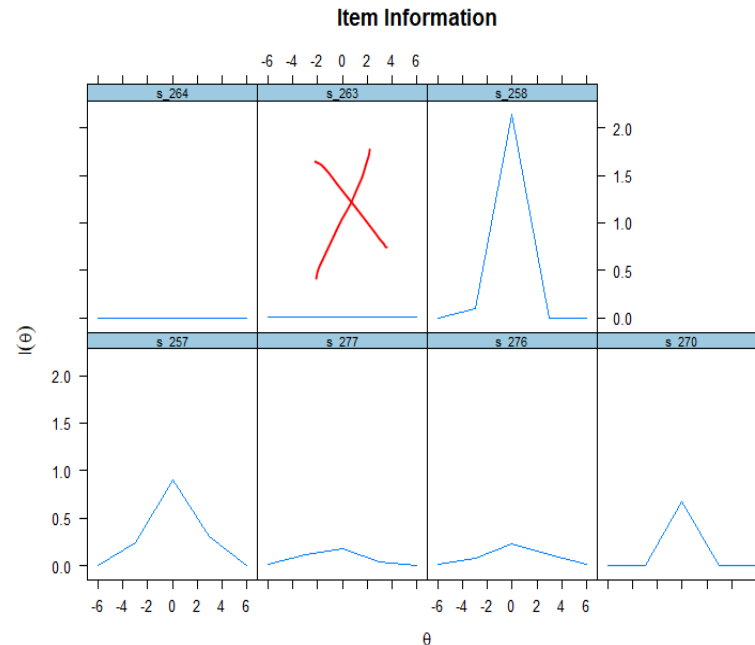 Item Information
-6 -4 -2 0 2 4 6
s_264 s_263 s_258
2.0
1.5
1.0
0.5
0.0
I(θ)
s_257 s_277 s_276 s_270
2.0
1.5
1.0
0.5
0.0
-6 -4 -2 0 2 4 6 -6 -4 -2 0 2 4 6
θ